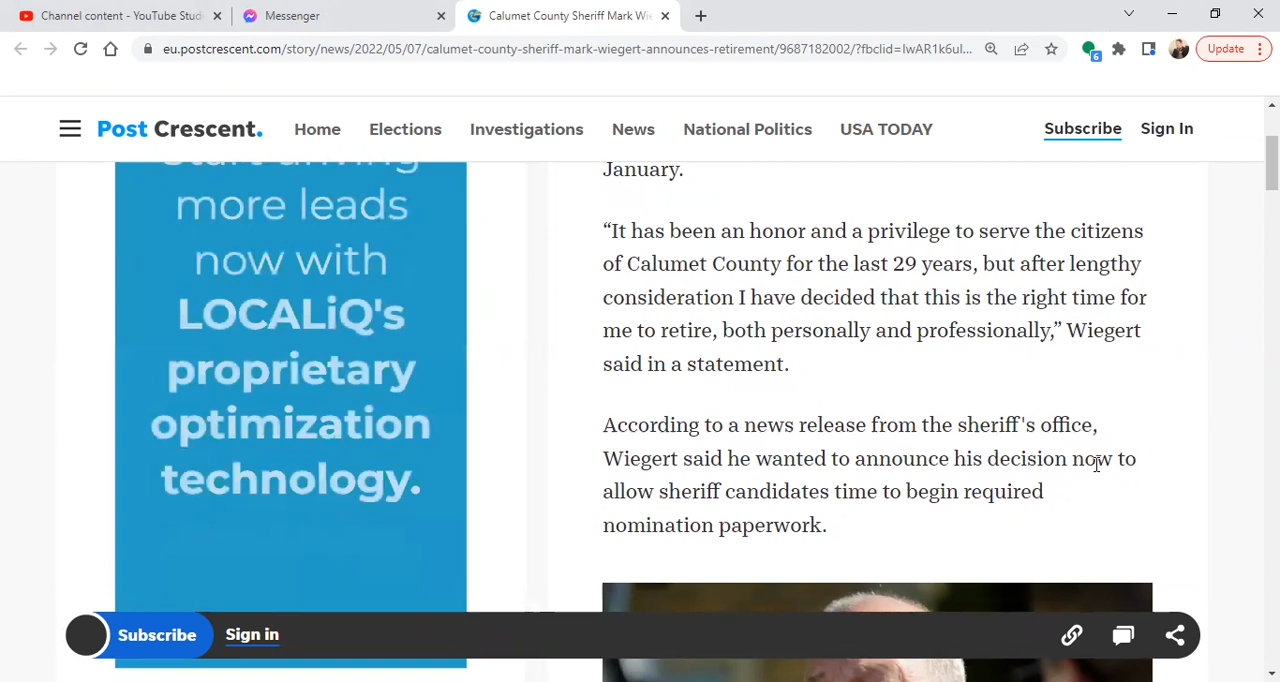 Channel content - YouTube Stud
Messenger
Calumet County Sheriff Mark Wie
eu.postcrescent.com/story/news/2022/05/07/calumet-county-sheriff-mark-wiegert-announces-retirement/9687182002/?fbclid=IwAR1k6ul...
6
Update
Post Crescent.
Home
Elections
Investigations
News
National Politics
USA TODAY
Subscribe
Sign In
Start driving
more leads
now with
LOCALiQ's
proprietary
optimization
technology.
January.
“It has been an honor and a privilege to serve the citizens
of Calumet County for the last 29 years, but after lengthy
consideration I have decided that this is the right time for
me to retire, both personally and professionally,” Wiegert
said in a statement.
According to a news release from the sheriff's office,
Wiegert said he wanted to announce his decision now to
allow sheriff candidates time to begin required
nomination paperwork.
Subscribe
Sign in